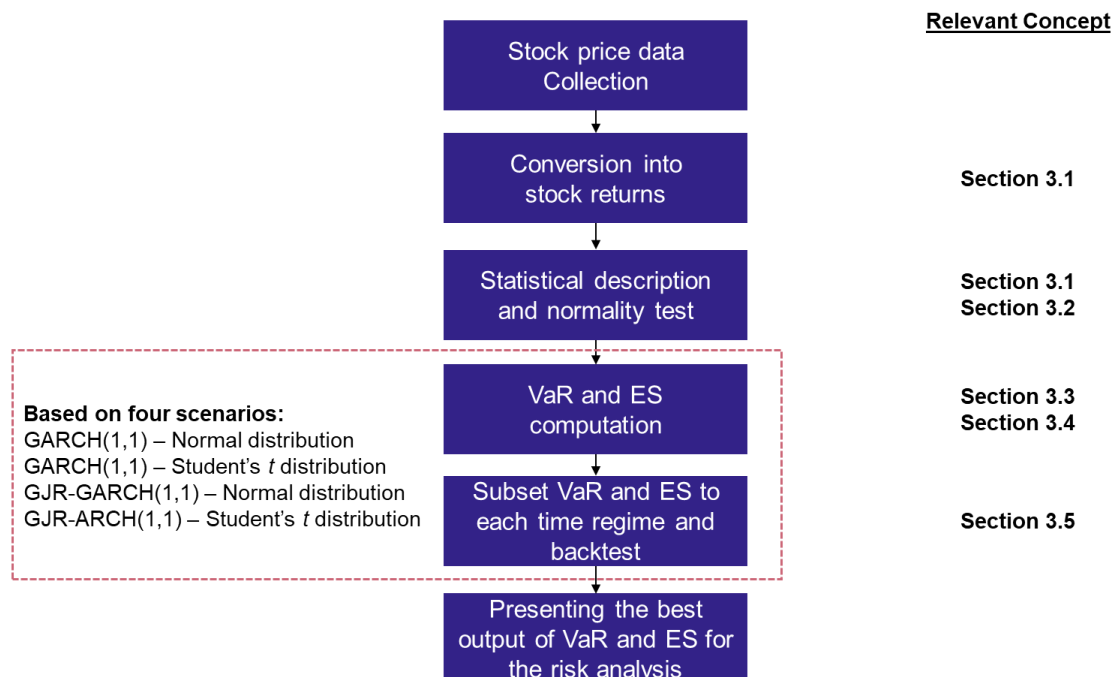 Relevant Concept
Stock price data
Collection
Conversion into
stock returns
Section 3.1
Statistical description
and normality test
Section 3.1
Section 3.2
Based on four scenarios:
GARCH(1,1) – Normal distribution
GARCH(1,1) – Student's t distribution
GJR-GARCH(1,1) – Normal distribution
GJR-ARCH(1,1) – Student's t distribution
VaR and ES
computation
Section 3.3
Section 3.4
Subset VaR and ES to
each time regime and
backtest
Section 3.5
Presenting the best
output of VaR and ES for
the risk analysis